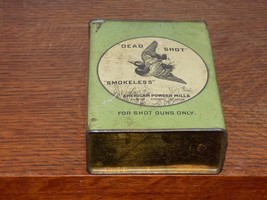 DEAD SHOT
"SMOKELESS"
AMERICAN POWDER MILLS
FOR SHOT GUNS ONLY.